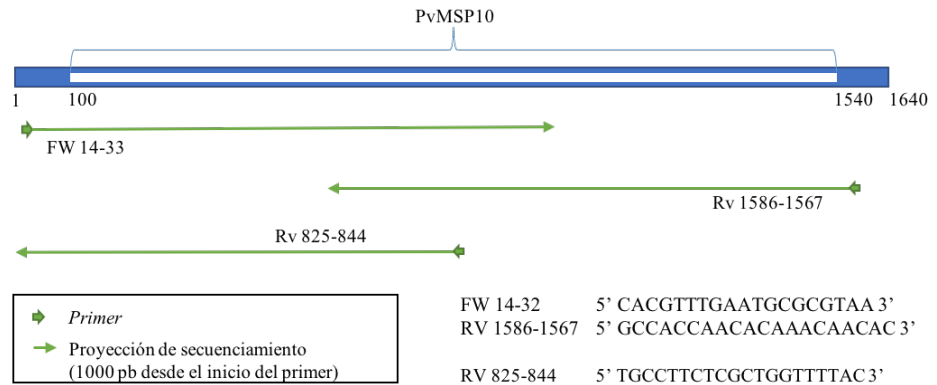 PvMSP10
1 100 1540 1640
FW 14-33
Rv 1586-1567
Rv 825-844
Primer
Proyección de secuenciamiento
(1000 pb desde el inicio del primer)
FW 14-32 5’ CACGTTTGAATGCGCGTAA 3’
RV 1586-1567 5’ GCCACCAACACAAACAACAC 3’
RV 825-844 5’ TGCCTTCTCGCTGGTTTTAC 3’